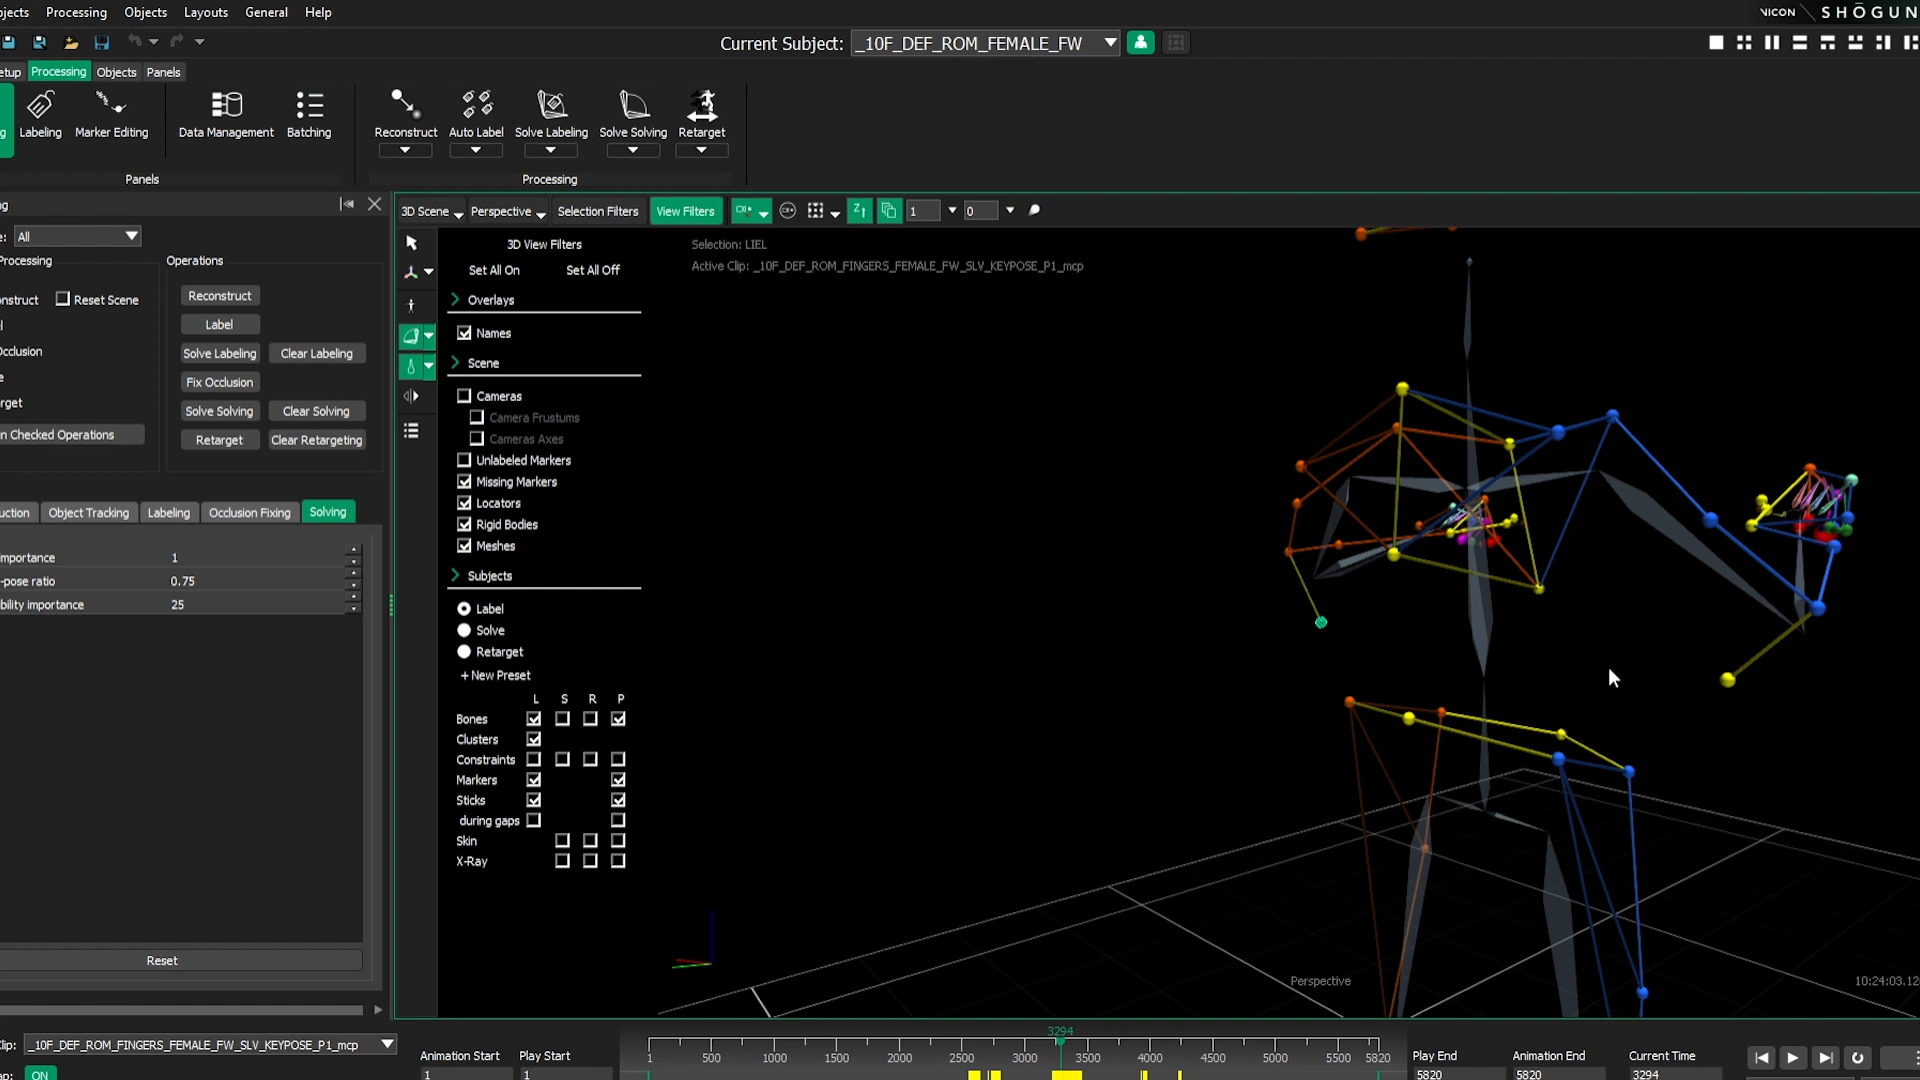 ojects Processing Objects Layouts General Help
VICON SHŌGUN
Current Subject: _10F_DEF_ROM_FEMALE_FW
etup Processing Objects Panels
g Labeling Marker Editing Data Management Batching Reconstruct Auto Label Solve Labeling Solve Solving Retarget
Panels Processing
g
3D Scene Perspective Selection Filters View Filters 1 0
e: All
Processing Operations
nstruct Reset Scene
Reconstruct
l
Label
Occlusion
Solve Labeling Clear Labeling
e
Fix Occlusion
rget
Solve Solving Clear Solving
n Checked Operations
Retarget Clear Retargeting
uction Object Tracking Labeling Occlusion Fixing Solving
importance 1
-pose ratio 0.75
bility importance 25
Reset
3D View Filters
Set All On Set All Off
Overlays
Names
Scene
Cameras
Camera Frustums
Cameras Axes
Unlabeled Markers
Missing Markers
Locators
Rigid Bodies
Meshes
Subjects
Label
Solve
Retarget
+ New Preset
L S R P
Bones
Clusters
Constraints
Markers
Sticks
during gaps
Skin
X-Ray
Selection: LIEL
Active Clip: _10F_DEF_ROM_FINGERS_FEMALE_FW_SLV_KEYPOSE_P1_mcp
Perspective
10:24:03.12
lip: _10F_DEF_ROM_FINGERS_FEMALE_FW_SLV_KEYPOSE_P1_mcp
ap: ON
Animation Start Play Start
1 1
3294
1 500 1000 1500 2000 2500 3000 3500 4000 4500 5000 5500 5820
Play End Animation End Current Time
5820 5820 3294